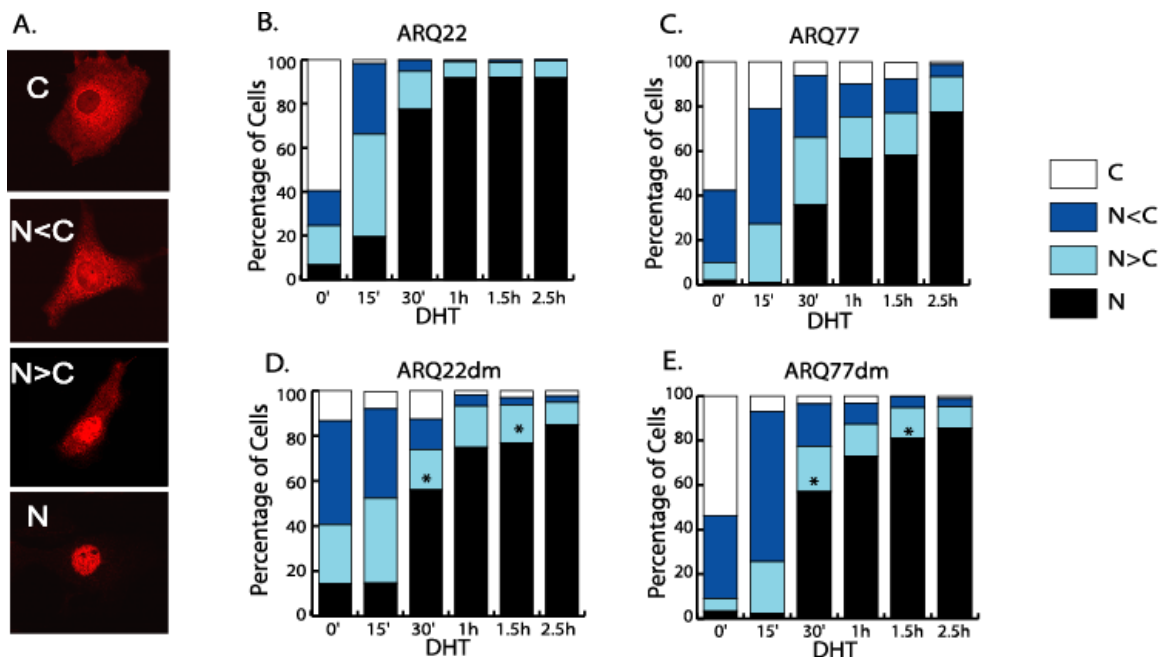 A.
C
N<C
N>C
N
B.
ARQ22
Percentage of Cells
100
80
60
40
20
0
0' 15' 30' 1h 1.5h 2.5h
DHT
C.
ARQ77
Percentage of Cells
100
80
60
40
20
0
0' 15' 30' 1h 1.5h 2.5h
DHT
C
N<C
N>C
N
D.
ARQ22dm
Percentage of Cells
100
80
60
40
20
0
*
*
0' 15' 30' 1h 1.5h 2.5h
DHT
E.
ARQ77dm
Percentage of Cells
100
80
60
40
20
0
*
*
0' 15' 30' 1h 1.5h 2.5h
DHT